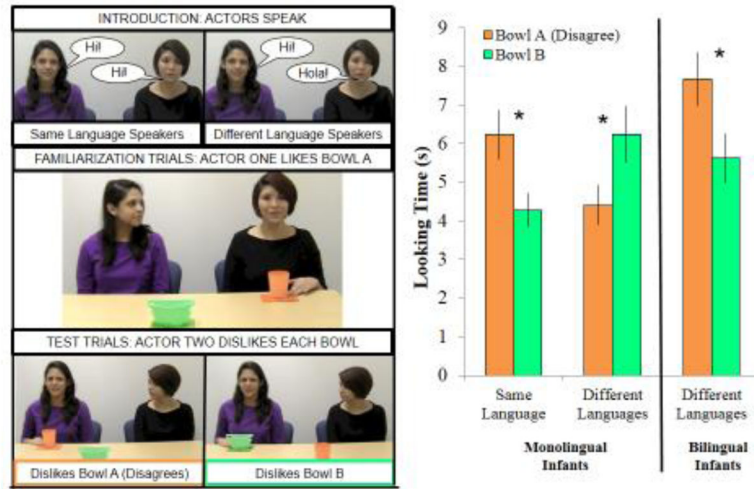 INTRODUCTION: ACTORS SPEAK
Hi!
Hi!
Hi!
Hola!
Same Language Speakers
Different Language Speakers
FAMILIARIZATION TRIALS: ACTOR ONE LIKES BOWL A
TEST TRIALS: ACTOR TWO DISLIKES EACH BOWL
Dislikes Bowl A (Disagrees)
Dislikes Bowl B
Bowl A (Disagree)
Bowl B
Looking Time (s)
9
8
7
6
5
4
3
2
1
0
*
*
*
Same
Language
Different
Languages
Different
Languages
Monolingual
Infants
Bilingual
Infants